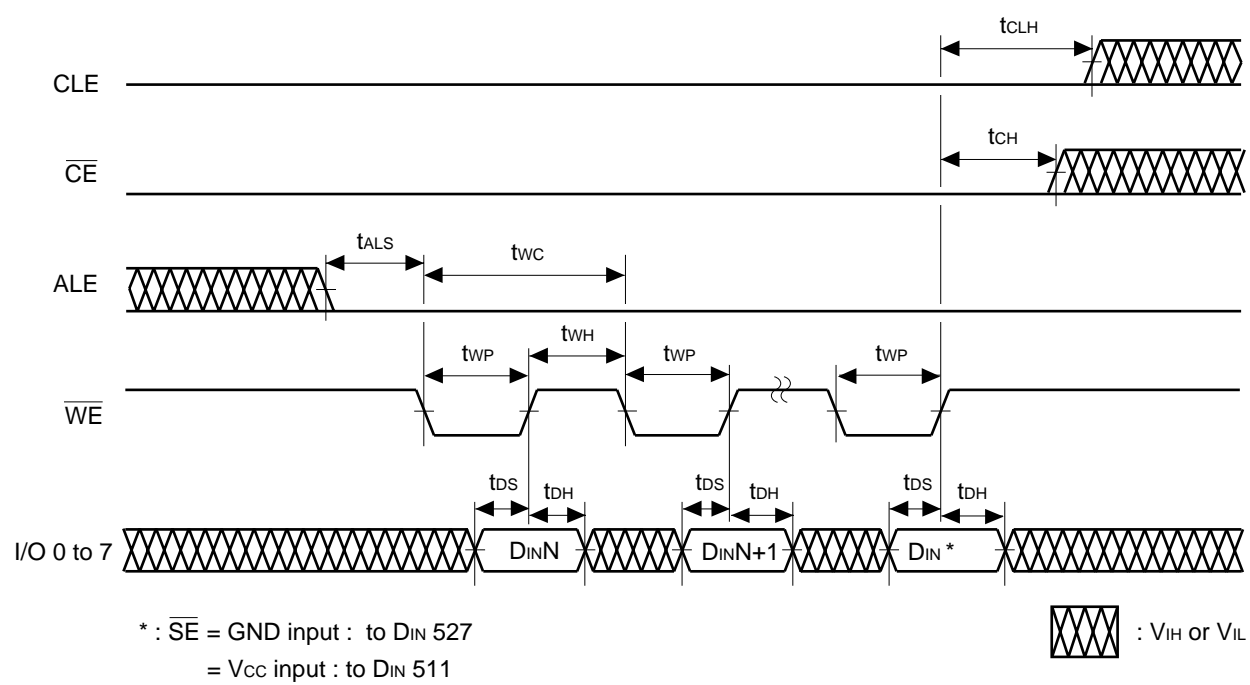 tCLH
CLE
tCH
CE
tALS
tWC
ALE
tWH
tWP
tWP
tWP
WE
tDS
tDH
tDS
tDH
tDS
tDH
I/O 0 to 7
DINN
DINN+1
DIN *
* : SE = GND input : to DIN 527
= VCC input : to DIN 511
: VIH or VIL